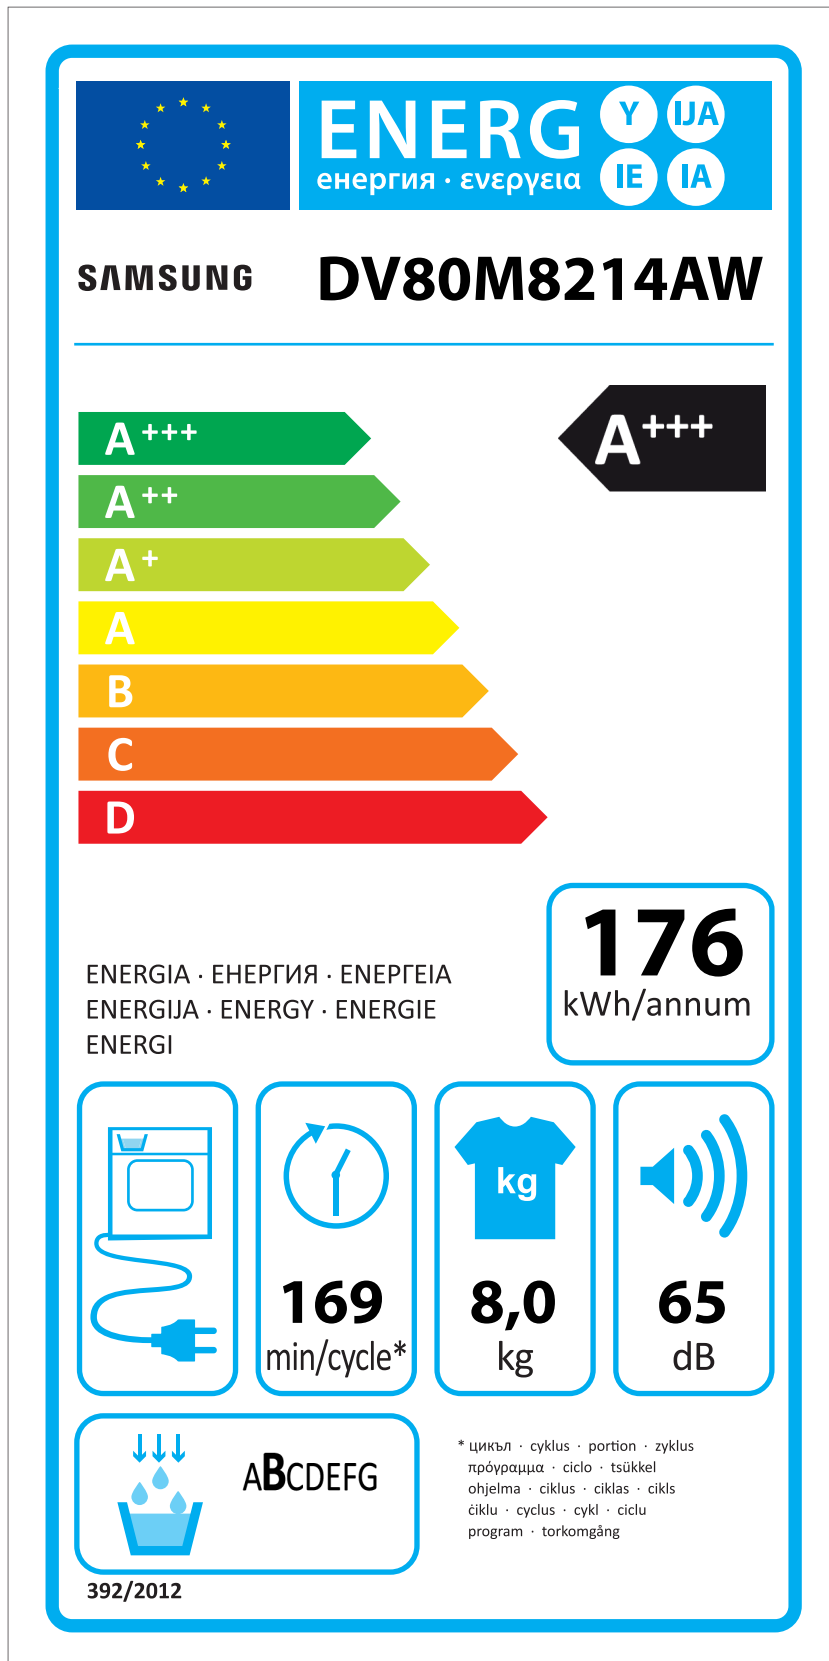 ENERG Y IJA
енергия · ενεργεια IE IA
SAMSUNG DV80M8214AW
A+++
A+++
A++
A+
A
B
C
D
176
kWh/annum
ENERGIA · ЕНЕРГИЯ · ΕΝΕΡΓΕΙΑ
ENERGIJA · ENERGY · ENERGIE
ENERGI
kg
169
min/cycle*
8,0
kg
65
dB
ABCDEFG
* цикъл · cyklus · portion · zyklus
πρόγραμμα · ciclo · tsükkel
ohjelma · ciklus · ciklas · cikls
ċiklu · cyclus · cykl · ciclu
program · torkomgång
392/2012